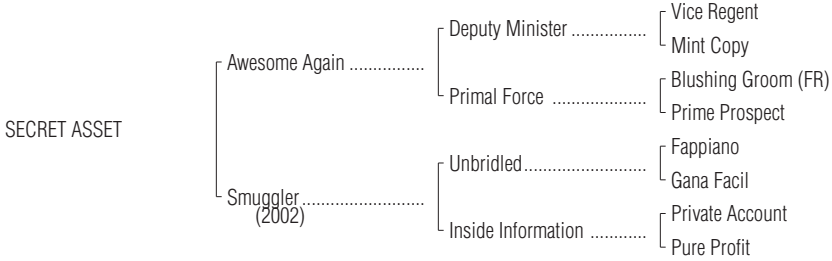 Vice Regent
Deputy Minister ................
Mint Copy
Awesome Again ................
Blushing Groom (FR)
Primal Force ....................
Prime Prospect
SECRET ASSET
Fappiano
Unbridled..........................
Gana Facil
Smuggler..........................
(2002)
Private Account
Inside Information ............
Pure Profit